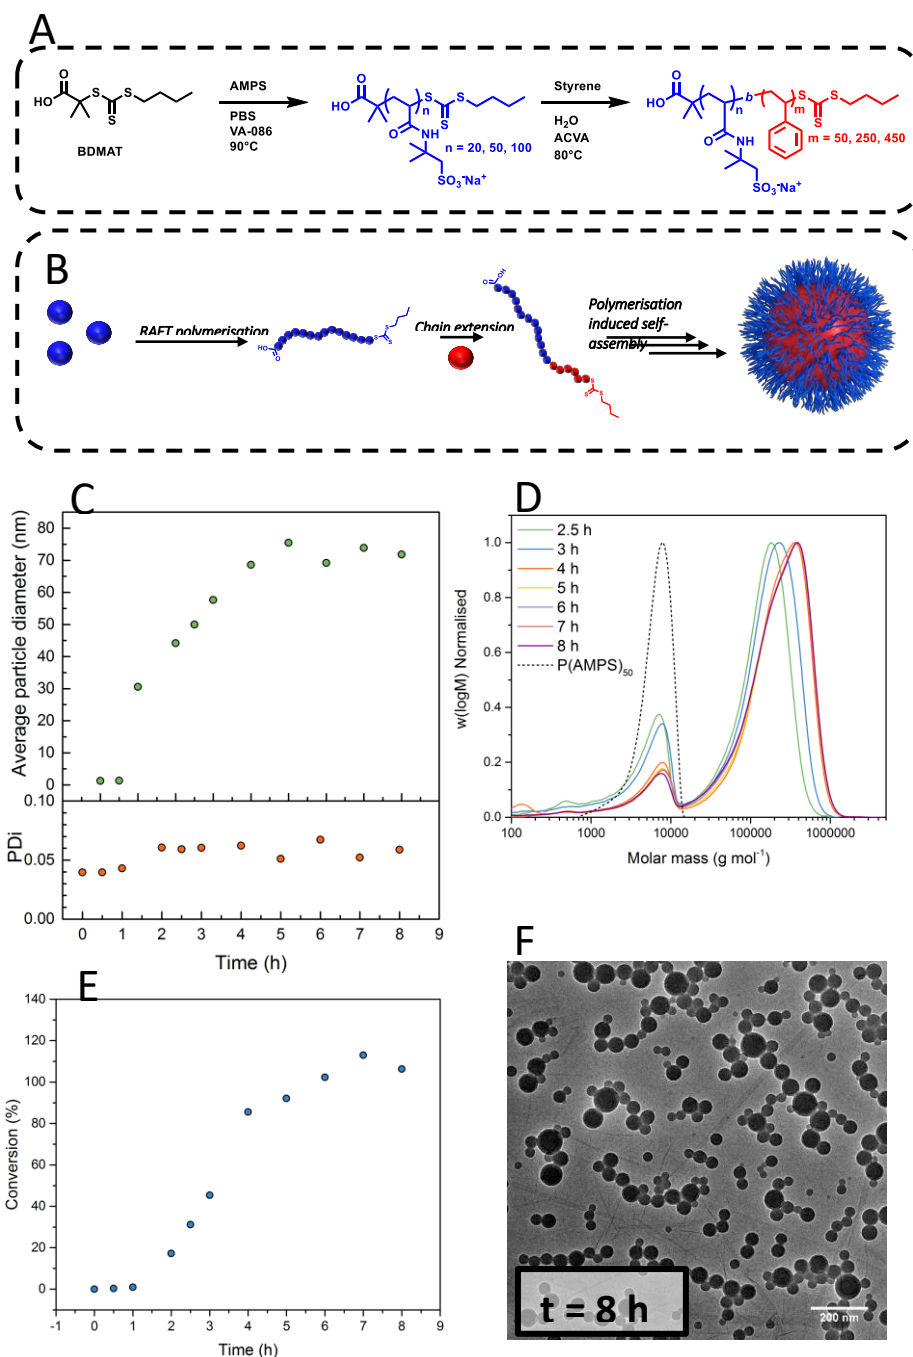 A
AMPS
PBS
VA-086
90°C
BDMAT
HO
O
S
S
S
HO
O
n
S
S
S
O
NH
SO₃⁻Na⁺
n = 20, 50, 100
Styrene
H₂O
ACVA
80°C
HO
O
n
b
m
S
S
S
O
NH
SO₃⁻Na⁺
m = 50, 250, 450
B
RAFT polymerisation
HO
O
S
S
S
Chain extension
O
OH
S
S
S
Polymerisation
induced self-
assembly
C
Average particle diameter (nm)
80
70
60
50
40
30
20
10
0
PDi
0.10
0.05
0.00
0 1 2 3 4 5 6 7 8 9
Time (h)
D
2.5 h
3 h
4 h
5 h
6 h
7 h
8 h
P(AMPS)₅₀
w(logM) Normalised
1.0
0.8
0.6
0.4
0.2
0.0
100 1000 10000 100000 1000000
Molar mass (g mol⁻¹)
E
Conversion (%)
140
120
100
80
60
40
20
0
-1 0 1 2 3 4 5 6 7 8 9
Time (h)
F
t = 8 h
200 nm